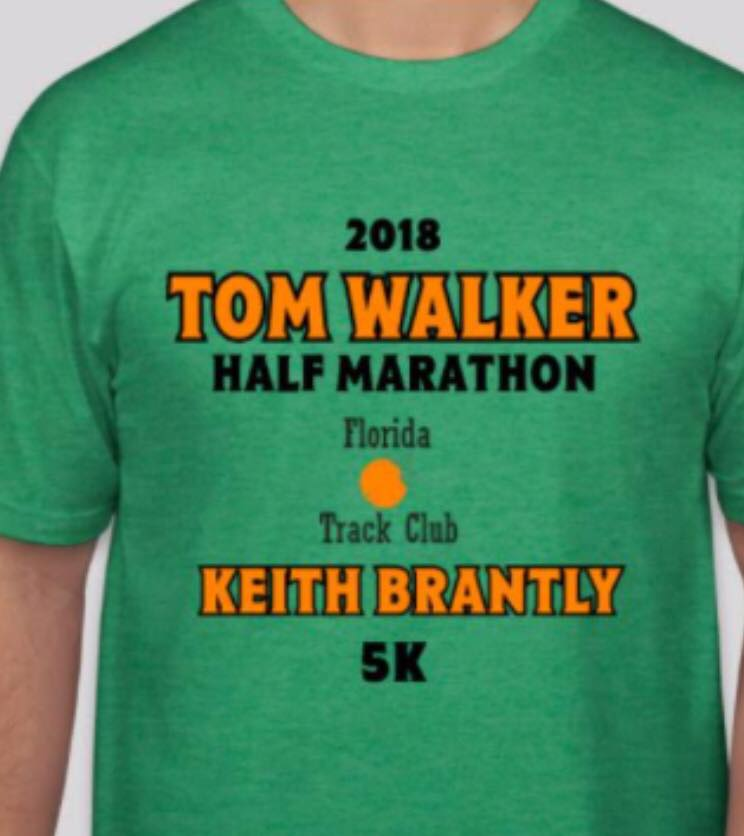 2018
TOM WALKER
HALF MARATHON
Florida
Track Club
KEITH BRANTLY
5K